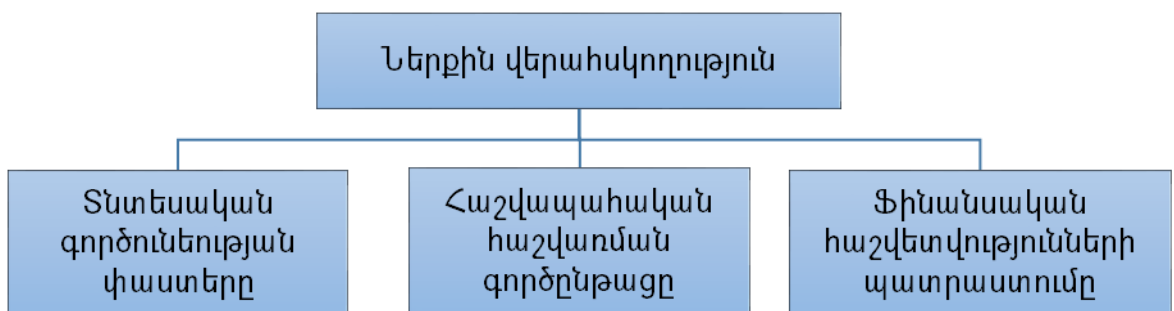 Ներքին վերահսկողություն
Տնտեսական
գործունեության
փաստերը
Հաշվապահական
հաշվառման
գործընթացը
Ֆինանսական
հաշվետվությունների
պատրաստումը